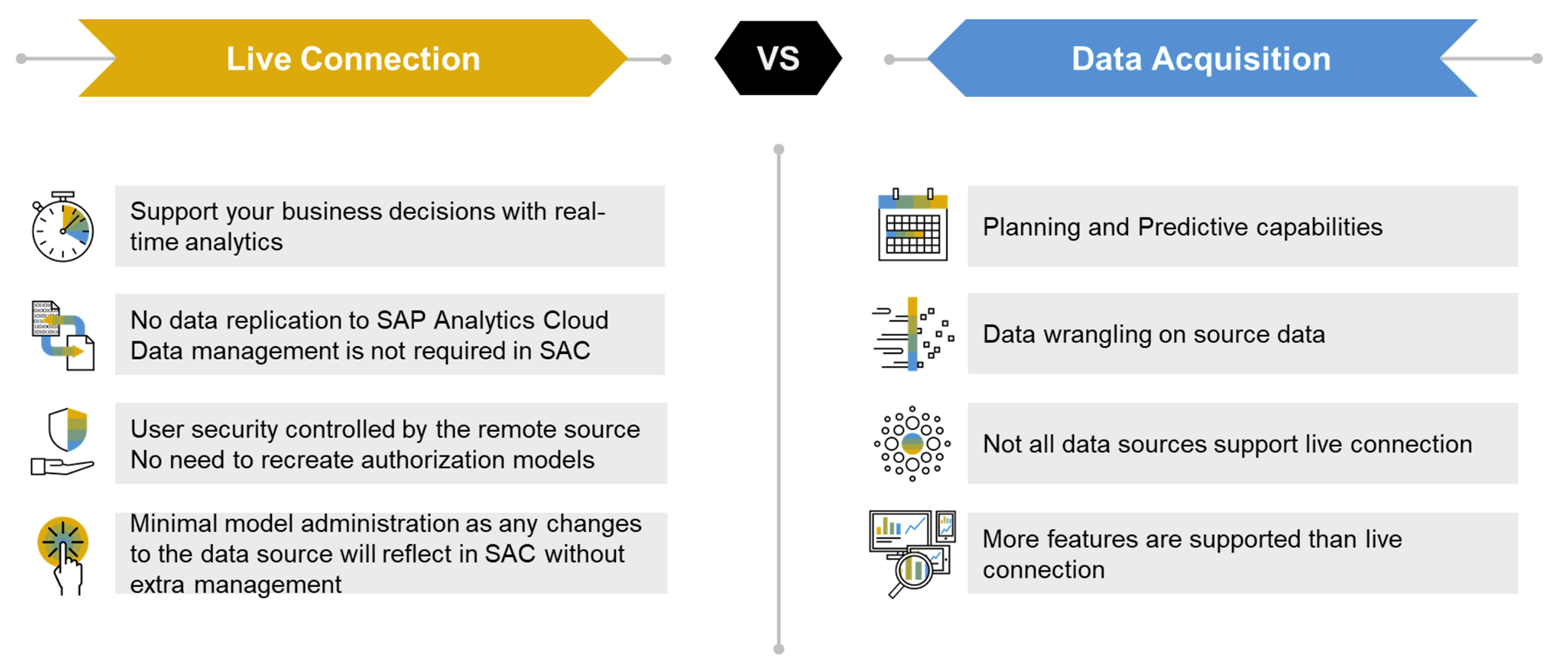 Live Connection
VS
Data Acquisition
Support your business decisions with real-
time analytics
No data replication to SAP Analytics Cloud
Data management is not required in SAC
User security controlled by the remote source
No need to recreate authorization models
Minimal model administration as any changes
to the data source will reflect in SAC without
extra management
Planning and Predictive capabilities
Data wrangling on source data
Not all data sources support live connection
More features are supported than live
connection